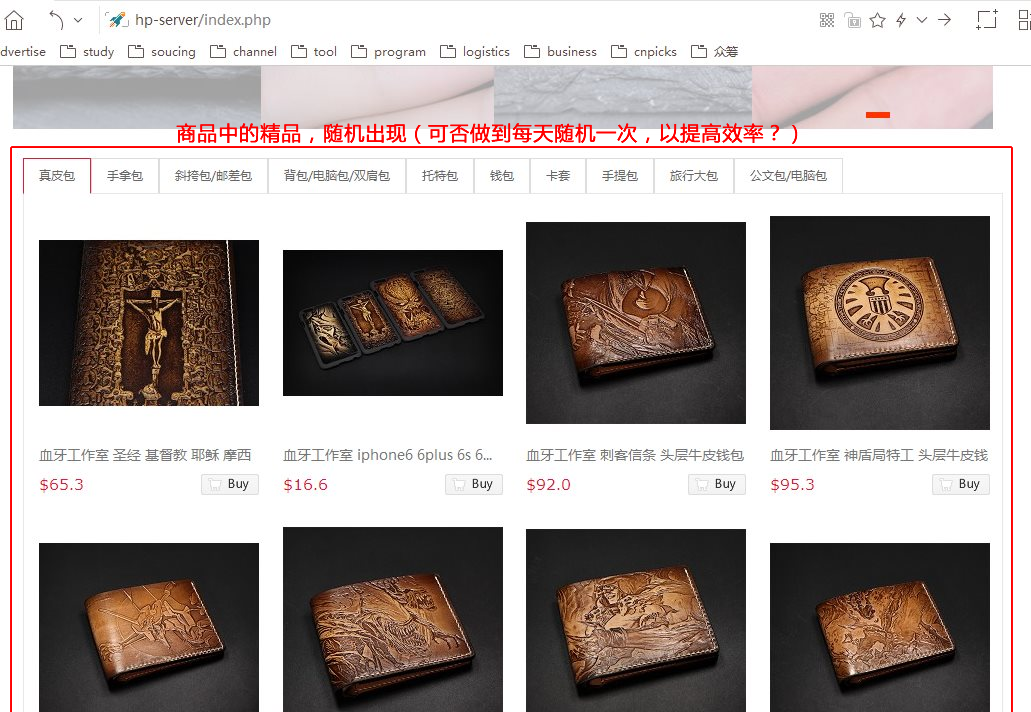 hp-server/index.php
dvertise study soucing channel tool program logistics business cnpicks 众筹
商品中的精品，随机出现（可否做到每天随机一次，以提高效率？）
真皮包 手拿包 斜挎包/邮差包 背包/电脑包/双肩包 托特包 钱包 卡套 手提包 旅行大包 公文包/电脑包
血牙工作室 圣经 基督教 耶稣 摩西 血牙工作室 iphone6 6plus 6s 6... 血牙工作室 刺客信条 头层牛皮钱包 血牙工作室 神盾局特工 头层牛皮钱
$65.3 Buy $16.6 Buy $92.0 Buy $95.3 Buy